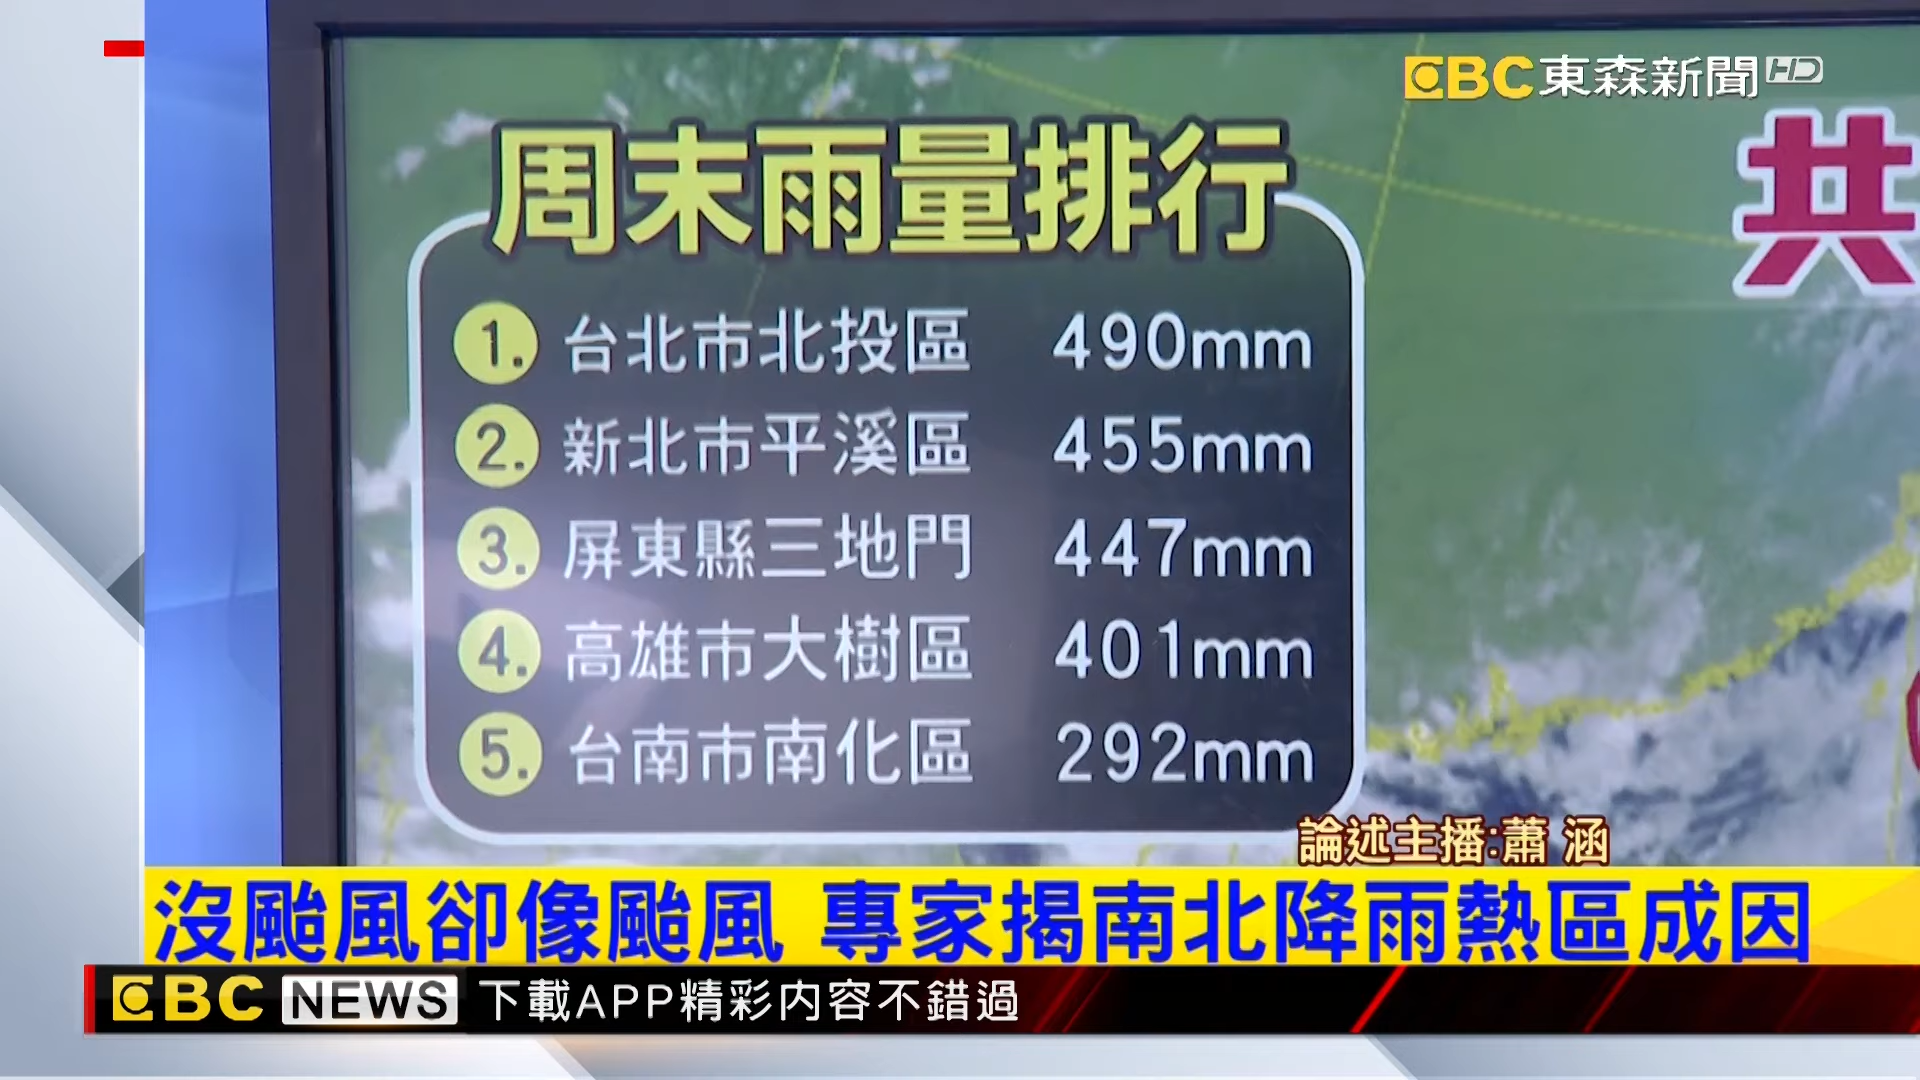 EBC東森新聞HD
共
周末雨量排行
1. 台北市北投區 490mm
2. 新北市平溪區 455mm
3. 屏東縣三地門 447mm
4. 高雄市大樹區 401mm
5. 台南市南化區 292mm
論述主播:蕭 涵
沒颱風卻像颱風 專家揭南北降雨熱區成因
EBC NEWS 下載APP精彩內容不錯過